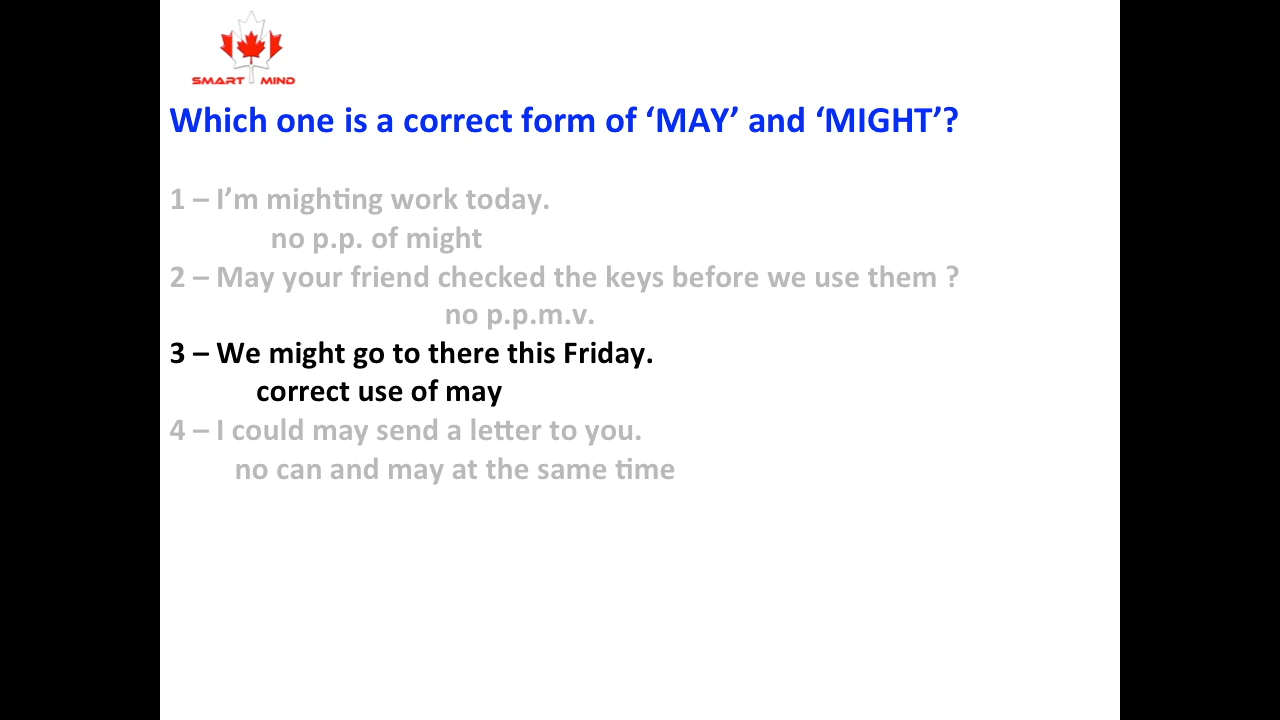 SMART MIND
Which one is a correct form of ‘MAY’ and ‘MIGHT’?
1 – I’m mighting work today.
no p.p. of might
2 – May your friend checked the keys before we use them ?
no p.p.m.v.
3 – We might go to there this Friday.
correct use of may
4 – I could may send a letter to you.
no can and may at the same time